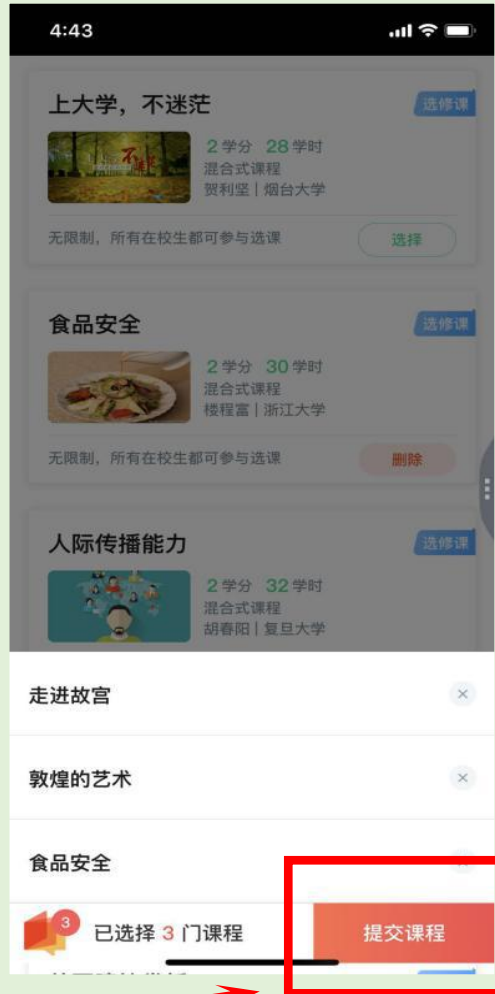 4:43
上大学，不迷茫
选修课
不迷茫
2学分 28学时
混合式课程
贺利坚 | 烟台大学
无限制，所有在校生都可参与选课
选择
食品安全
选修课
2学分 30学时
混合式课程
楼程富 | 浙江大学
无限制，所有在校生都可参与选课
删除
人际传播能力
选修课
2学分 32学时
混合式课程
胡春阳 | 复旦大学
走进故宫
敦煌的艺术
食品安全
3
已选择 3 门课程
提交课程